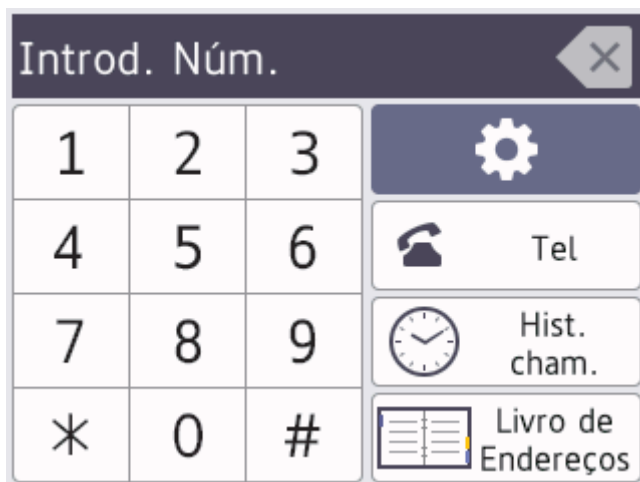 Introd. Núm.
1 2 3
4 5 6
Tel
7 8 9
Hist.
cham.
* 0 #
Livro de
Endereços